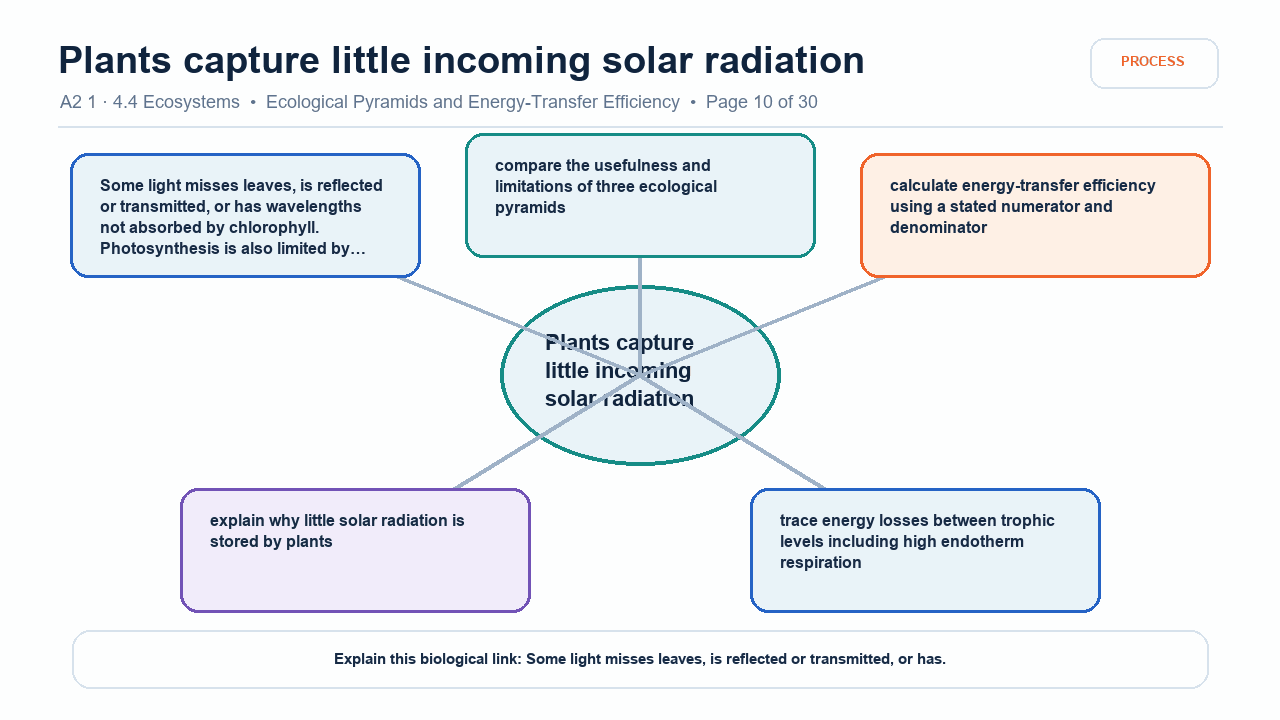 Plants capture little incoming solar radiation
PROCESS
A2 1 · 4.4 Ecosystems • Ecological Pyramids and Energy-Transfer Efficiency • Page 10 of 30
Some light misses leaves, is reflected
or transmitted, or has wavelengths
not absorbed by chlorophyll.
Photosynthesis is also limited by…
compare the usefulness and
limitations of three ecological
pyramids
calculate energy-transfer efficiency
using a stated numerator and
denominator
Plants capture
little incoming
solar radiation
explain why little solar radiation is
stored by plants
trace energy losses between trophic
levels including high endotherm
respiration
Explain this biological link: Some light misses leaves, is reflected or transmitted, or has.